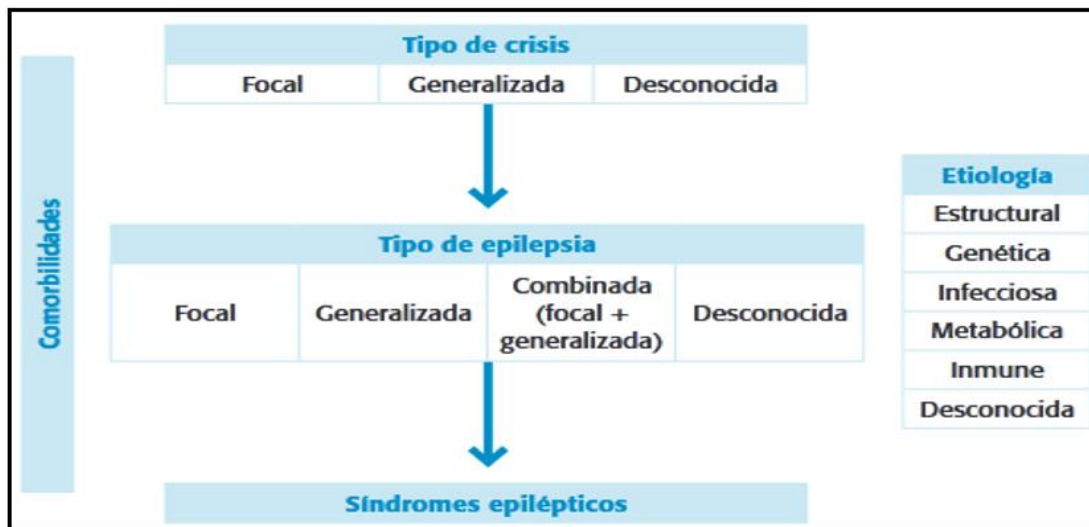 Comorbilidades
Tipo de crisis
Focal Generalizada Desconocida
Tipo de epilepsia
Focal Generalizada Combinada (focal + generalizada) Desconocida
Síndromes epilépticos
Etiología
Estructural
Genética
Infecciosa
Metabólica
Inmune
Desconocida